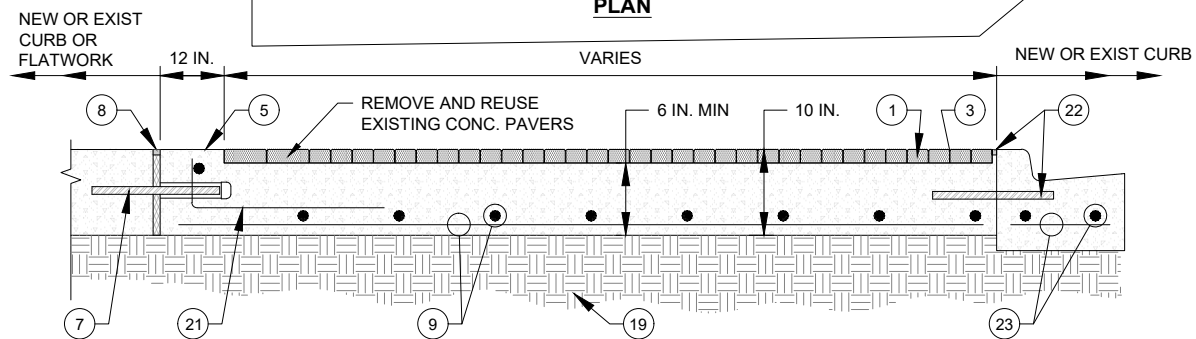 PLAN
NEW OR EXIST
CURB OR
FLATWORK
12 IN.
VARIES
NEW OR EXIST CURB
8
5
REMOVE AND REUSE
EXISTING CONC. PAVERS
6 IN. MIN
10 IN.
1
3
22
7
21
9
19
23